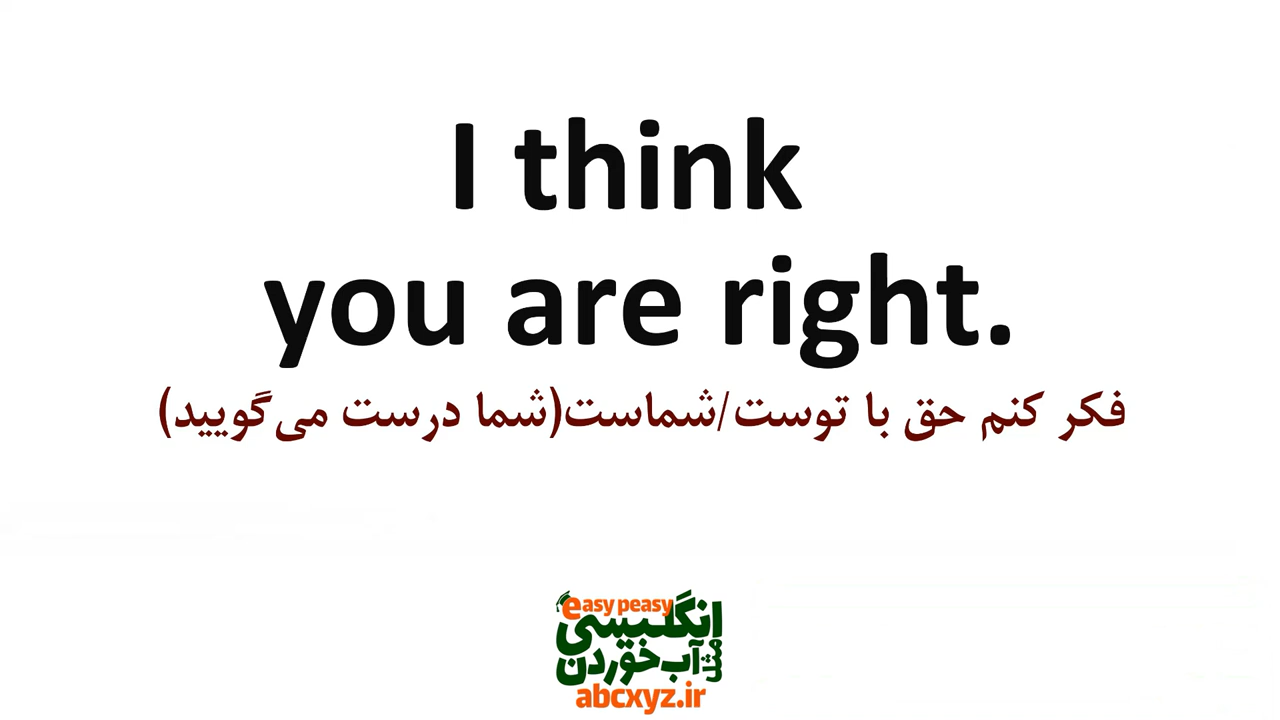 I think
you are right.
فکر کنم حق با توست/شماست(شما درست می‌گویید)
easy peasy
انگلیسی
مثل آب خوردن
abcxyz.ir